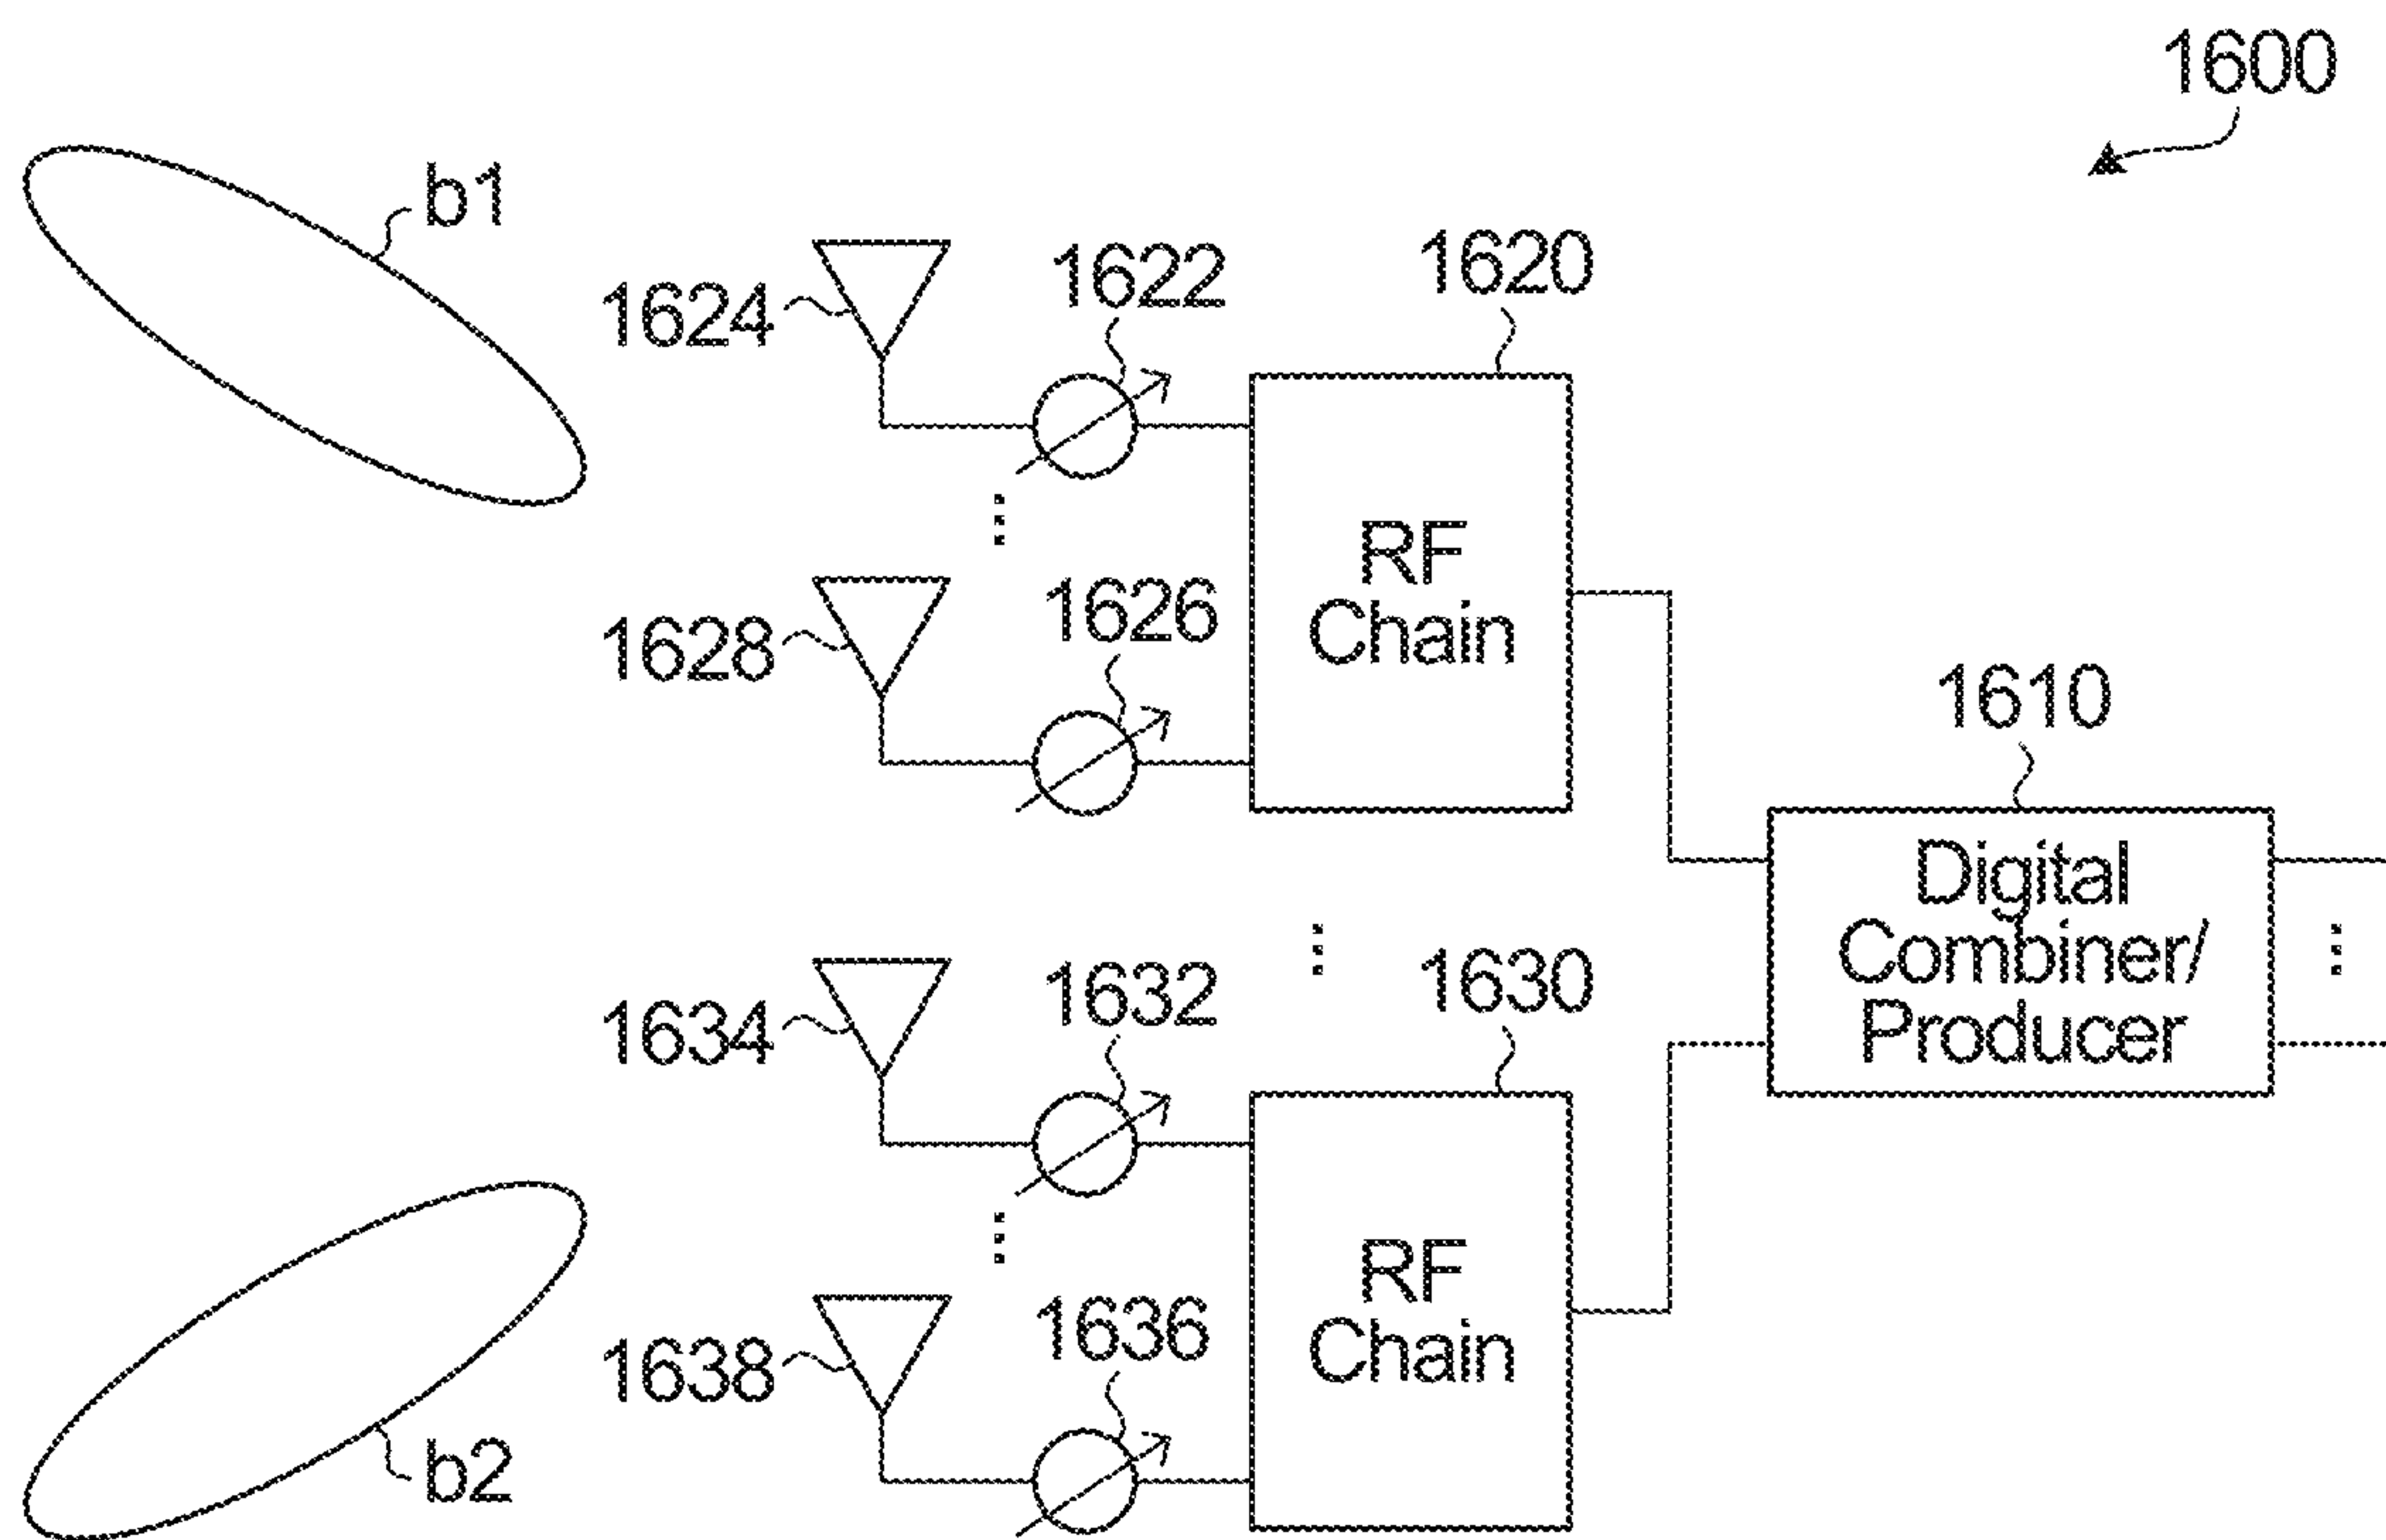 1600
b1
1624
1622
1620
RF
Chain
1628
1626
1610
Digital
Combiner/
Producer
1634
1632
1630
RF
Chain
1638
1636
b2